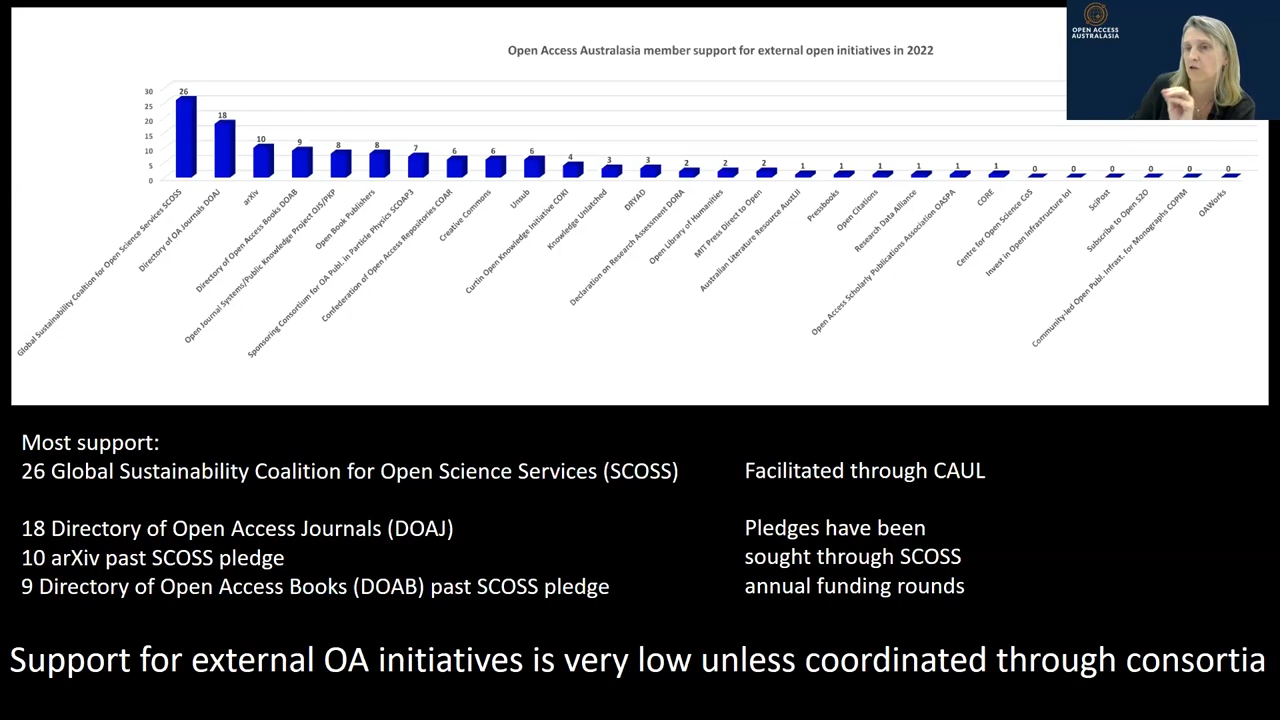 Open Access Australasia member support for external open initiatives in 2022
OPEN ACCESS
AUSTRALASIA
30
25
20
15
10
5
0
26
18
10
9
8
8
7
6
6
6
4
3
3
2
2
2
1
1
1
1
1
1
0
0
0
0
0
0
Global Sustainability Coalition for Open Science Services SCOSS
Directory of OA Journals DOAJ
arXiv
Directory of Open Access Books DOAB
Open Journal Systems/Public Knowledge Project OJS/PKP
Open Book Publishers
Sponsoring Consortium for OA Publ. in Particle Physics SCOAP3
Confederation of Open Access Repositories COAR
Creative Commons
Unsub
Curtin Open Knowledge Initiative COKI
Knowledge Unlatched
DRYAD
Declaration on Research Assessment DORA
Open Library of Humanities
MIT Press Direct to Open
Australian Literature Resource AustLit
Pressbooks
Open Citations
Research Data Alliance
Open Access Scholarly Publications Association OASPA
CORE
Centre for Open Science CoS
Invest in Open Infrastructure IoI
SciPost
Subscribe to Open S2O
Community-led Open Publ. Infrast. for Monographs COPIM
OAWorks
Most support:
26 Global Sustainability Coalition for Open Science Services (SCOSS)
Facilitated through CAUL
18 Directory of Open Access Journals (DOAJ)
10 arXiv past SCOSS pledge
9 Directory of Open Access Books (DOAB) past SCOSS pledge
Pledges have been
sought through SCOSS
annual funding rounds
Support for external OA initiatives is very low unless coordinated through consortia